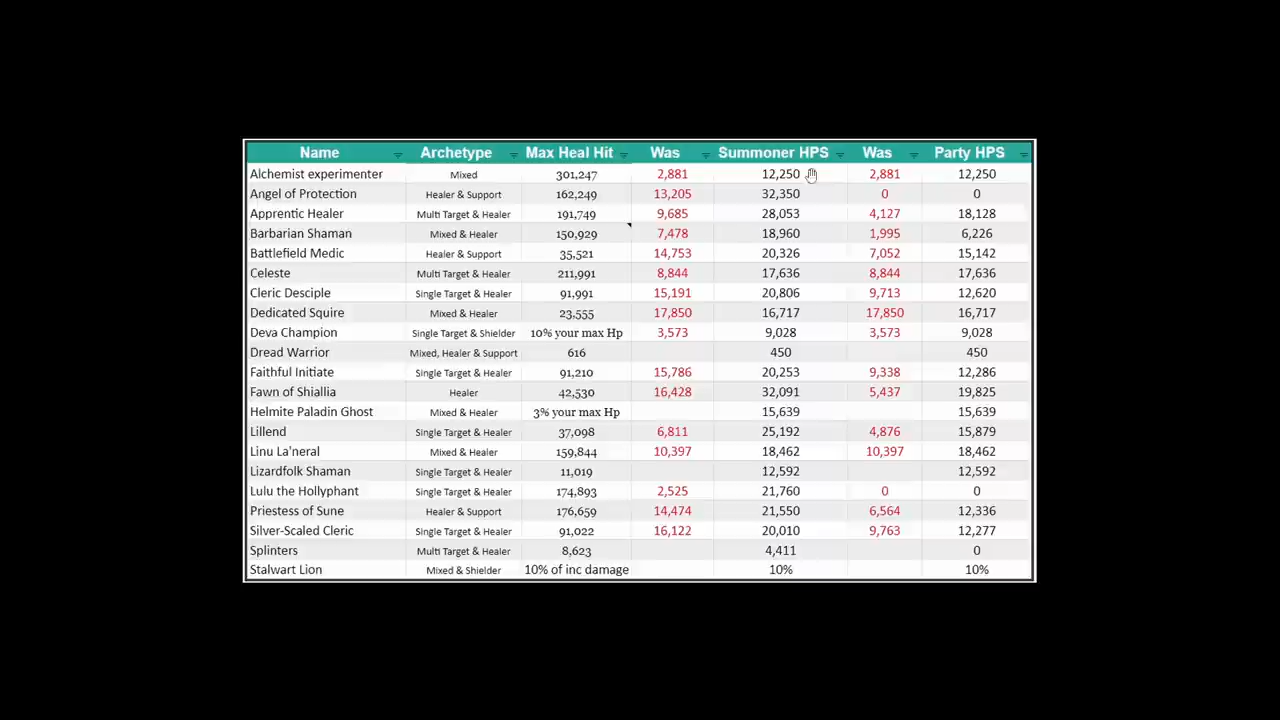 Name Archetype Max Heal Hit Was Summoner HPS Was Party HPS
Alchemist experimenter Mixed 301,247 2,881 12,250 2,881 12,250
Angel of Protection Healer & Support 162,249 13,205 32,350 0 0
Apprentic Healer Multi Target & Healer 191,749 9,685 28,053 4,127 18,128
Barbarian Shaman Mixed & Healer 150,929 7,478 18,960 1,995 6,226
Battlefield Medic Healer & Support 35,521 14,753 20,326 7,052 15,142
Celeste Multi Target & Healer 211,991 8,844 17,636 8,844 17,636
Cleric Desciple Single Target & Healer 91,991 15,191 20,806 9,713 12,620
Dedicated Squire Mixed & Healer 23,555 17,850 16,717 17,850 16,717
Deva Champion Single Target & Shielder 10% your max Hp 3,573 9,028 3,573 9,028
Dread Warrior Mixed, Healer & Support 616 450 450
Faithful Initiate Single Target & Healer 91,210 15,786 20,253 9,338 12,286
Fawn of Shiallia Healer 42,530 16,428 32,091 5,437 19,825
Helmite Paladin Ghost Mixed & Healer 3% your max Hp 15,639 15,639
Lillend Single Target & Healer 37,098 6,811 25,192 4,876 15,879
Linu La'neral Mixed & Healer 159,844 10,397 18,462 10,397 18,462
Lizardfolk Shaman Single Target & Healer 11,019 12,592 12,592
Lulu the Hollyphant Single Target & Healer 174,893 2,525 21,760 0 0
Priestess of Sune Healer & Support 176,659 14,474 21,550 6,564 12,336
Silver-Scaled Cleric Single Target & Healer 91,022 16,122 20,010 9,763 12,277
Splinters Multi Target & Healer 8,623 4,411 0
Stalwart Lion Mixed & Shielder 10% of inc damage 10% 10%